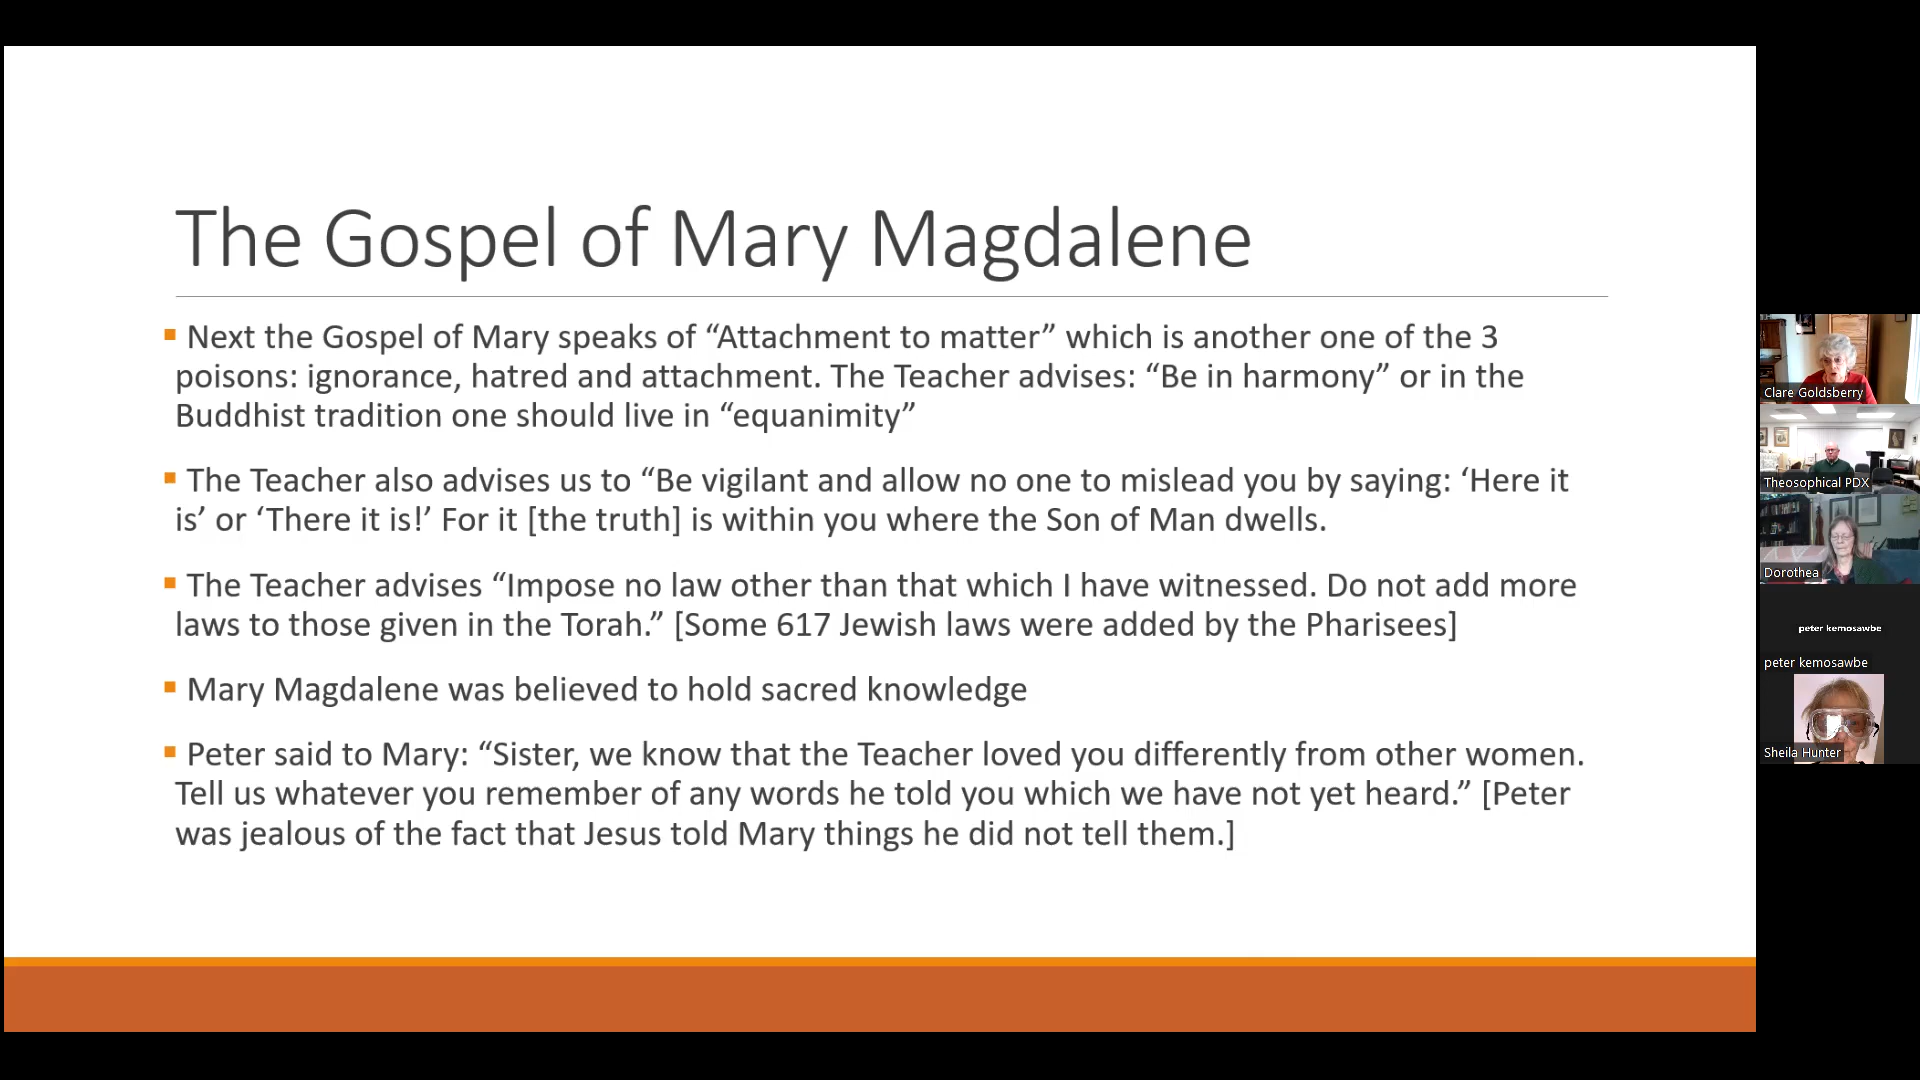 The Gospel of Mary Magdalene
▪ Next the Gospel of Mary speaks of “Attachment to matter” which is another one of the 3
poisons: ignorance, hatred and attachment. The Teacher advises: “Be in harmony” or in the
Buddhist tradition one should live in “equanimity”
▪ The Teacher also advises us to “Be vigilant and allow no one to mislead you by saying: ‘Here it
is’ or ‘There it is!’ For it [the truth] is within you where the Son of Man dwells.
▪ The Teacher advises “Impose no law other than that which I have witnessed. Do not add more
laws to those given in the Torah.” [Some 617 Jewish laws were added by the Pharisees]
▪ Mary Magdalene was believed to hold sacred knowledge
▪ Peter said to Mary: “Sister, we know that the Teacher loved you differently from other women.
Tell us whatever you remember of any words he told you which we have not yet heard.” [Peter
was jealous of the fact that Jesus told Mary things he did not tell them.]
Clare Goldsberry
Theosophical PDX
Dorothea
peter kemosawbe
peter kemosawbe
Sheila Hunter